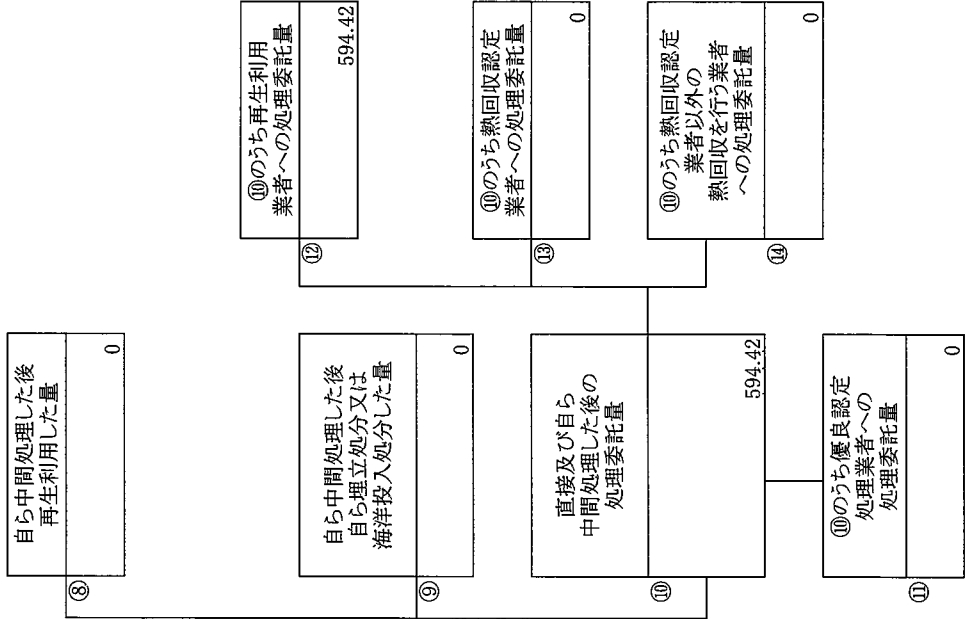 ⑧
自ら中間処理した後
再生利用した量
0
⑨
自ら中間処理した後
自ら埋立処分又は
海洋投入処分した量
0
⑩
直接及び自ら
中間処理した後の
処理委託量
594.42
⑪
⑩のうち優良認定
処理業者への
処理委託量
0
⑫
⑩のうち再生利用
業者への処理委託量
594.42
⑬
⑩のうち熱回収認定
業者への処理委託量
0
⑭
⑩のうち熱回収認定
業者以外の
熱回収を行う業者
への処理委託量
0